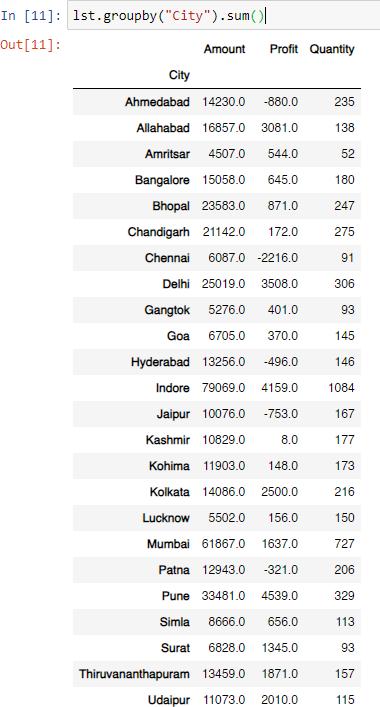 In [11]: lst.groupby("City").sum()
Out[11]:
Amount Profit Quantity
City
Ahmedabad 14230.0 -880.0 235
Allahabad 16857.0 3081.0 138
Amritsar 4507.0 544.0 52
Bangalore 15058.0 645.0 180
Bhopal 23583.0 871.0 247
Chandigarh 21142.0 172.0 275
Chennai 6087.0 -2216.0 91
Delhi 25019.0 3508.0 306
Gangtok 5276.0 401.0 93
Goa 6705.0 370.0 145
Hyderabad 13256.0 -496.0 146
Indore 79069.0 4159.0 1084
Jaipur 10076.0 -753.0 167
Kashmir 10829.0 8.0 177
Kohima 11903.0 148.0 173
Kolkata 14086.0 2500.0 216
Lucknow 5502.0 156.0 150
Mumbai 61867.0 1637.0 727
Patna 12943.0 -321.0 206
Pune 33481.0 4539.0 329
Simla 8666.0 656.0 113
Surat 6828.0 1345.0 93
Thiruvananthapuram 13459.0 1871.0 157
Udaipur 11073.0 2010.0 115